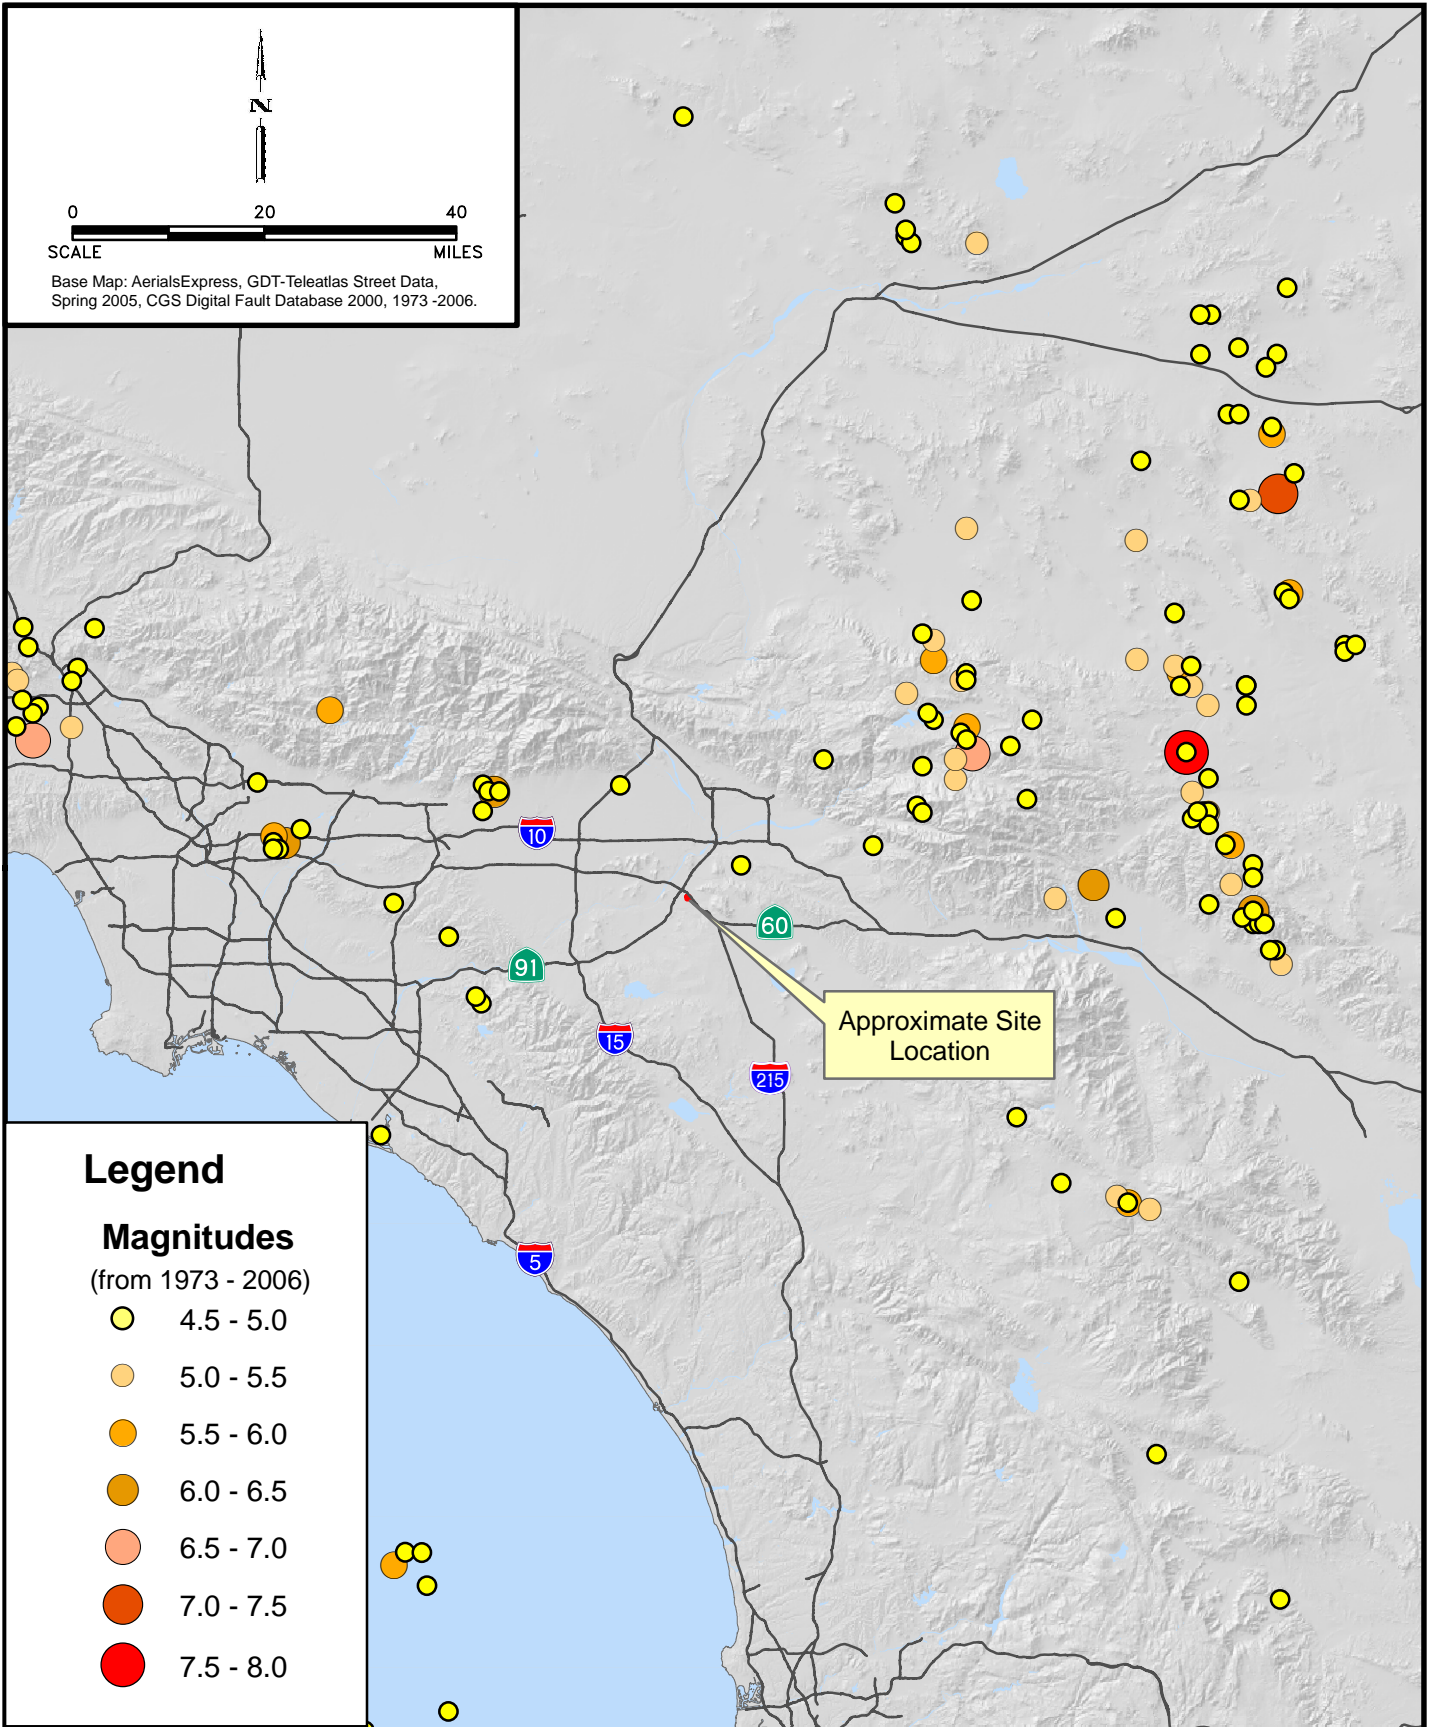 N
0 20 40
SCALE MILES
Base Map: AerialsExpress, GDT-Teleatlas Street Data,
Spring 2005, CGS Digital Fault Database 2000, 1973 -2006.
10
60
91
Approximate Site
Location
15
215
5
Legend
Magnitudes
(from 1973 - 2006)
4.5 - 5.0
5.0 - 5.5
5.5 - 6.0
6.0 - 6.5
6.5 - 7.0
7.0 - 7.5
7.5 - 8.0